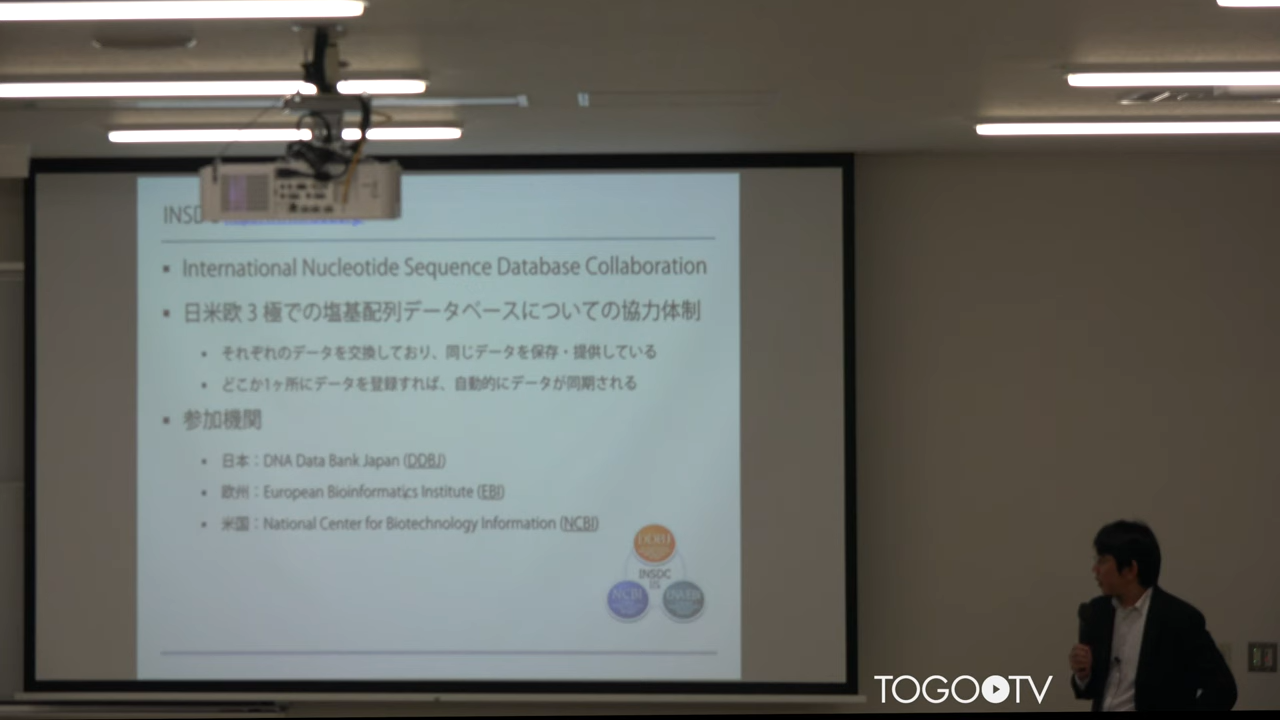 INSD
International Nucleotide Sequence Database Collaboration
日米欧 3 極での塩基配列データベースについての協力体制
それぞれのデータを交換しており、同じデータを保存・提供している
どこか1ヶ所にデータを登録すれば、自動的にデータが同期される
参加機関
日本：DNA Data Bank Japan (DDBJ)
欧州：European Bioinformatics Institute (EBI)
米国：National Center for Biotechnology Information (NCBI)
DDBJ
INSDC
NCBI
TOGOTV